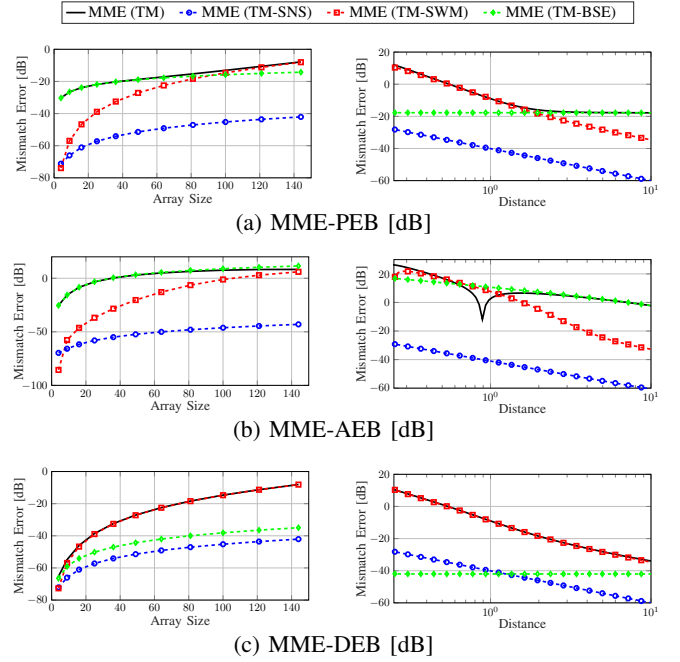 MME (TM) MME (TM-SNS) MME (TM-SWM) MME (TM-BSE)
0
−20
−40
−60
−80
0 20 40 60 80 100 120 140
Mismatch Error [dB]
Array Size
20
0
−20
−40
−60
10^0 10^1
Mismatch Error [dB]
Distance
(a) MME-PEB [dB]
0
−50
−100
0 20 40 60 80 100 120 140
Mismatch Error [dB]
Array Size
20
0
−20
−40
−60
10^0 10^1
Mismatch Error [dB]
Distance
(b) MME-AEB [dB]
0
−20
−40
−60
−80
0 20 40 60 80 100 120 140
Mismatch Error [dB]
Array Size
20
0
−20
−40
−60
10^0 10^1
Mismatch Error [dB]
Distance
(c) MME-DEB [dB]